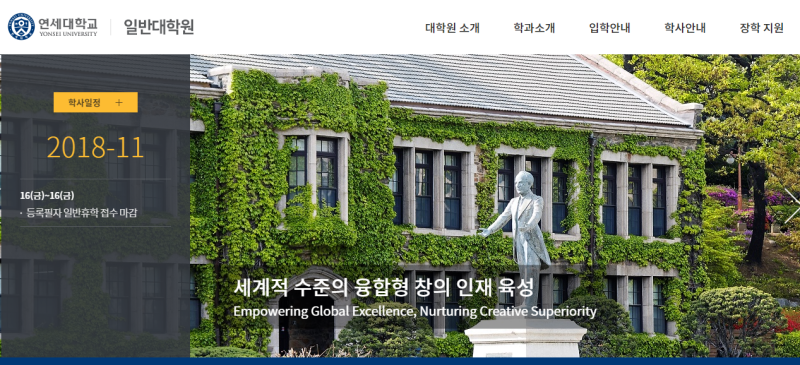 연세대학교
YONSEI UNIVERSITY
일반대학원
대학원 소개 학과소개 입학안내 학사안내 장학 지원
학사일정 +
2018-11
16(금)~16(금)
· 등록필자 일반휴학 접수 마감
세계적 수준의 융합형 창의 인재 육성
Empowering Global Excellence, Nurturing Creative Superiority